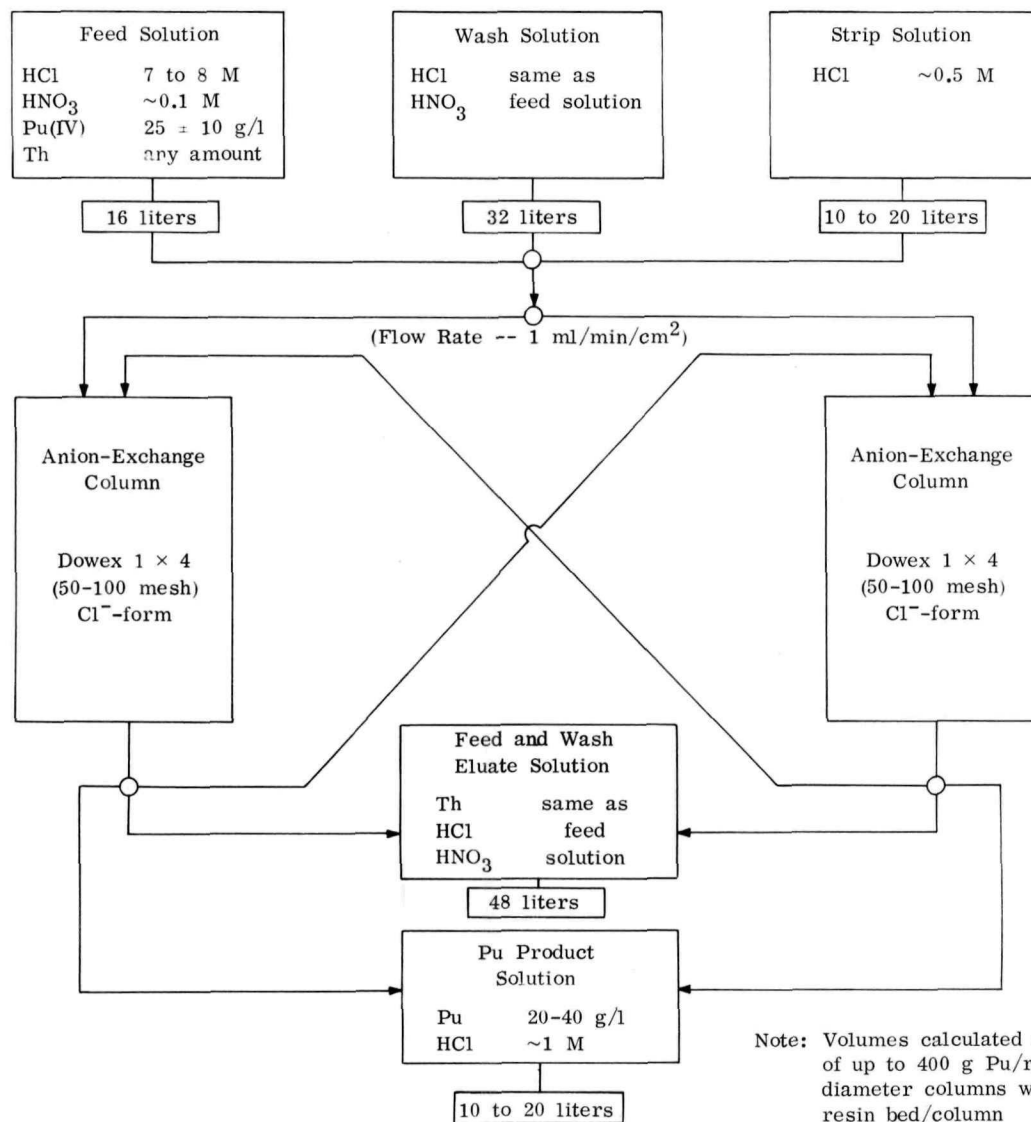 Feed Solution
HCl 7 to 8 M
HNO3 ~0.1 M
Pu(IV) 25 ± 10 g/l
Th any amount
16 liters
Wash Solution
HCl same as
HNO3 feed solution
32 liters
Strip Solution
HCl ~0.5 M
10 to 20 liters
(Flow Rate -- 1 ml/min/cm2)
Anion-Exchange
Column
Dowex 1 × 4
(50-100 mesh)
Cl--form
Anion-Exchange
Column
Dowex 1 × 4
(50-100 mesh)
Cl--form
Feed and Wash
Eluate Solution
Th same as
HCl feed
HNO3 solution
48 liters
Pu Product
Solution
Pu 20-40 g/l
HCl ~1 M
10 to 20 liters
Note: Volumes calculated
of up to 400 g Pu/r
diameter columns w
resin bed/column